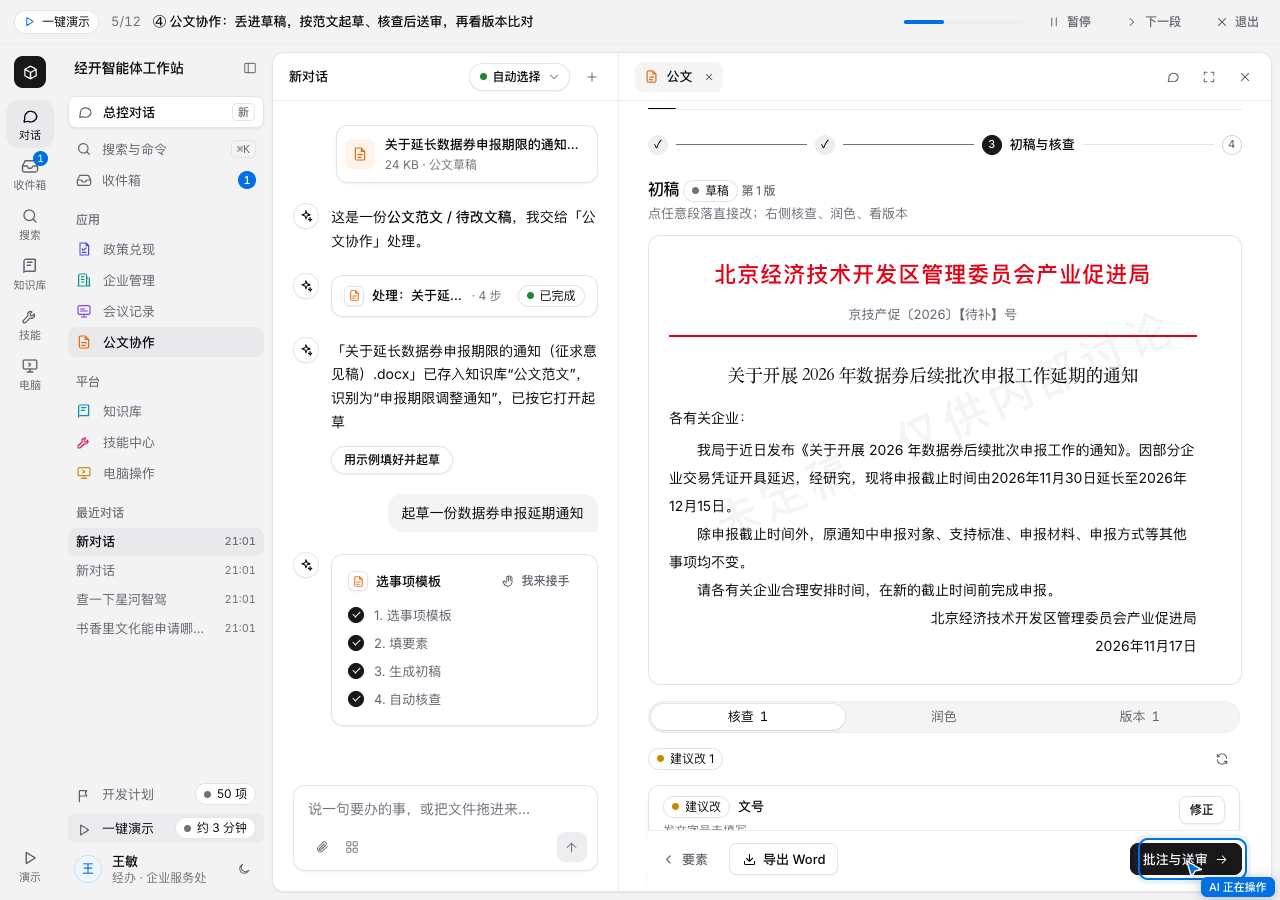 一键演示
5/12
④ 公文协作：丢进草稿，按范文起草、核查后送审，再看版本比对
暂停
下一段
退出
对话
1
收件箱
搜索
知识库
技能
电脑
演示
经开智能体工作站
总控对话
新
搜索与命令
⌘K
收件箱
1
应用
政策兑现
企业管理
会议记录
公文协作
平台
知识库
技能中心
电脑操作
最近对话
新对话 21:01
新对话 21:01
查一下星河智驾 21:01
书香里文化能申请哪... 21:01
开发计划
50 项
一键演示
约 3 分钟
王
王敏
经办 · 企业服务处
新对话
自动选择
关于延长数据券申报期限的通知...
24 KB · 公文草稿
这是一份公文范文 / 待改文稿，我交给「公
文协作」处理。
处理：关于延... · 4 步
已完成
「关于延长数据券申报期限的通知（征求意
见稿）.docx」已存入知识库“公文范文”，
识别为“申报期限调整通知”，已按它打开起
草
用示例填好并起草
起草一份数据券申报延期通知
选事项模板
我来接手
1. 选事项模板
2. 填要素
3. 生成初稿
4. 自动核查
说一句要办的事，或把文件拖进来...
公文
3 初稿与核查
4
初稿
草稿
第 1 版
点任意段落直接改；右侧核查、润色、看版本
北京经济技术开发区管理委员会产业促进局
京技产促〔2026〕【待补】号
关于开展 2026 年数据券后续批次申报工作延期的通知
各有关企业：
我局于近日发布《关于开展 2026 年数据券后续批次申报工作的通知》。因部分企
业交易凭证开具延迟，经研究，现将申报截止时间由2026年11月30日延长至2026年
12月15日。
除申报截止时间外，原通知中申报对象、支持标准、申报材料、申报方式等其他
事项均不变。
请各有关企业合理安排时间，在新的截止时间前完成申报。
北京经济技术开发区管理委员会产业促进局
2026年11月17日
未定稿 仅供内部讨论
核查 1
润色
版本 1
建议改 1
建议改
文号
修正
发文字号未填写
要素
导出 Word
批注与送审
AI 正在操作